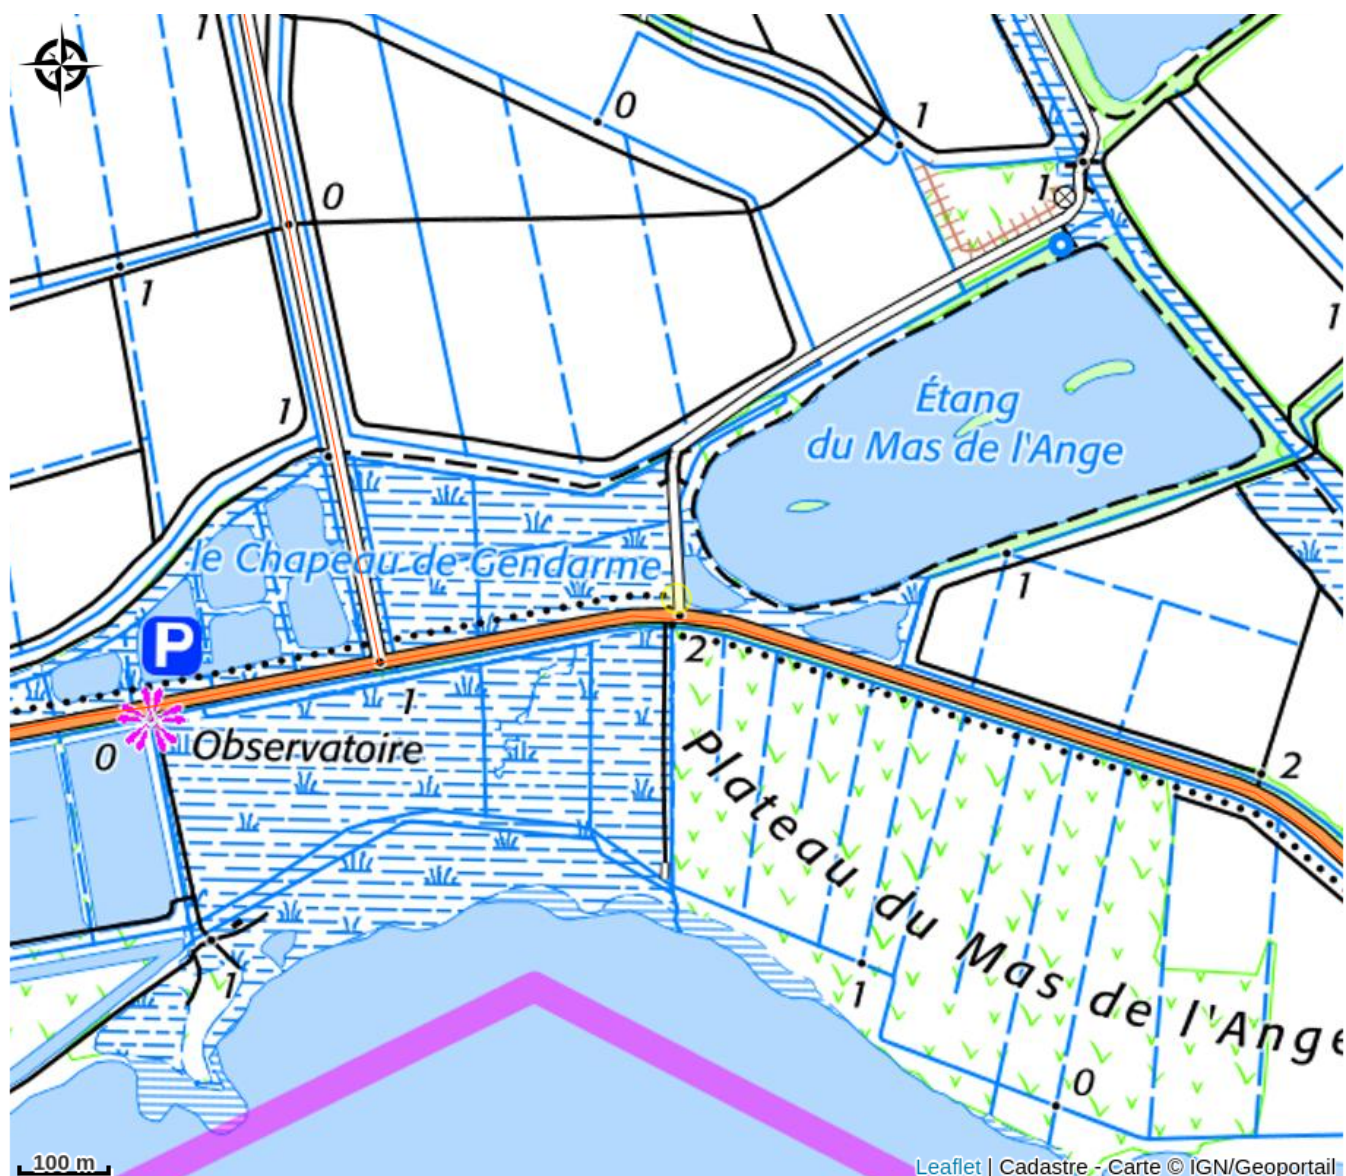 1
0
1
0
1
1
1
1
Étang
du Mas de l'Ange
le Chapeau de Gendarme
1
P
2
1
0
Observatoire
2
Plateau du Mas de l'Ange
1
1
0
100 m
Leaflet | Cadastre - Carte © IGN/Geoportail